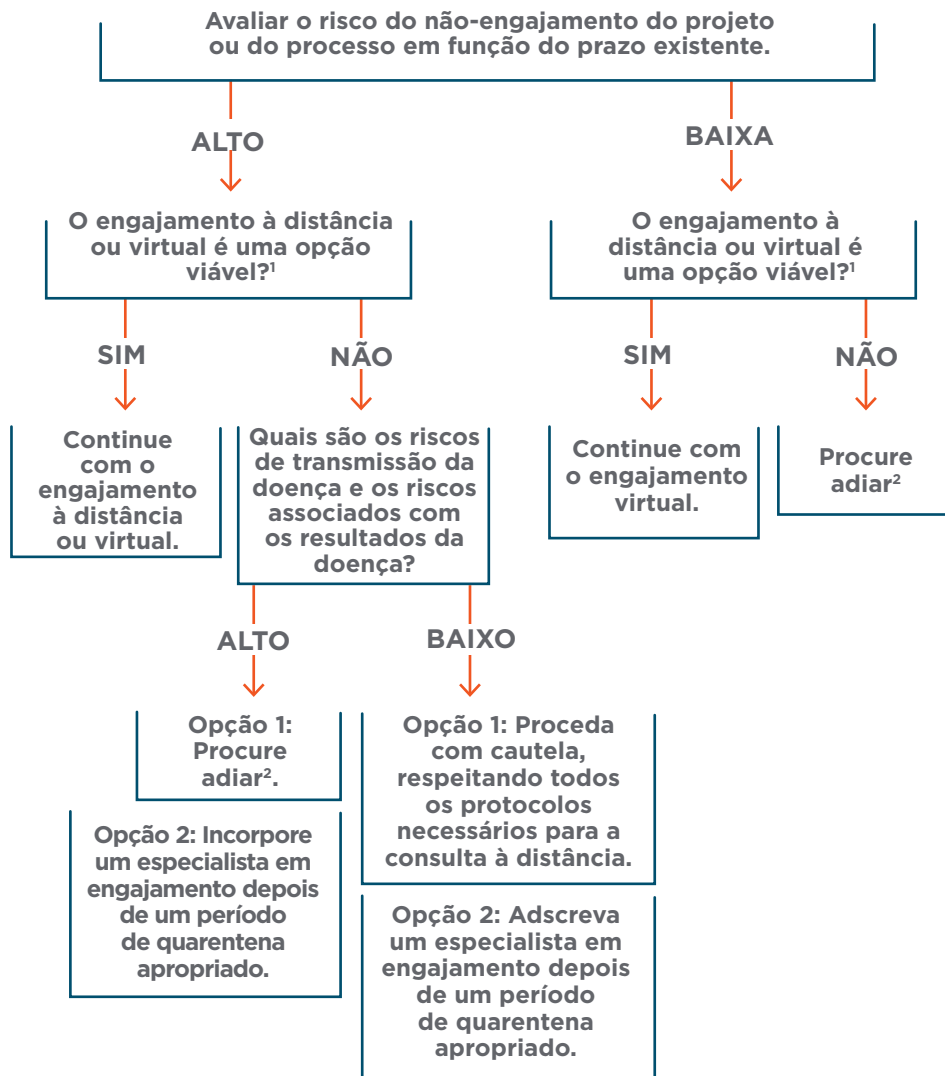 Avaliar o risco do não-engajamento do projeto
ou do processo em função do prazo existente.
ALTO
BAIXA
O engajamento à distância
ou virtual é uma opção
viável?¹
O engajamento à
distância ou virtual é
uma opção viável?¹
SIM
NÃO
SIM
NÃO
Continue
com o
engajamento
à distância
ou virtual.
Quais são os riscos
de transmissão da
doença e os riscos
associados com
os resultados da
doença?
Continue com
o engajamento
virtual.
Procure
adiar²
ALTO
BAIXO
Opção 1:
Procure
adiar².
Opção 2: Incorpore
um especialista em
engajamento depois
de um período
de quarentena
apropriado.
Opção 1: Proceda
com cautela,
respeitando todos
os protocolos
necessários para a
consulta à distância.
Opção 2: Adscreva
um especialista em
engajamento depois
de um período
de quarentena
apropriado.